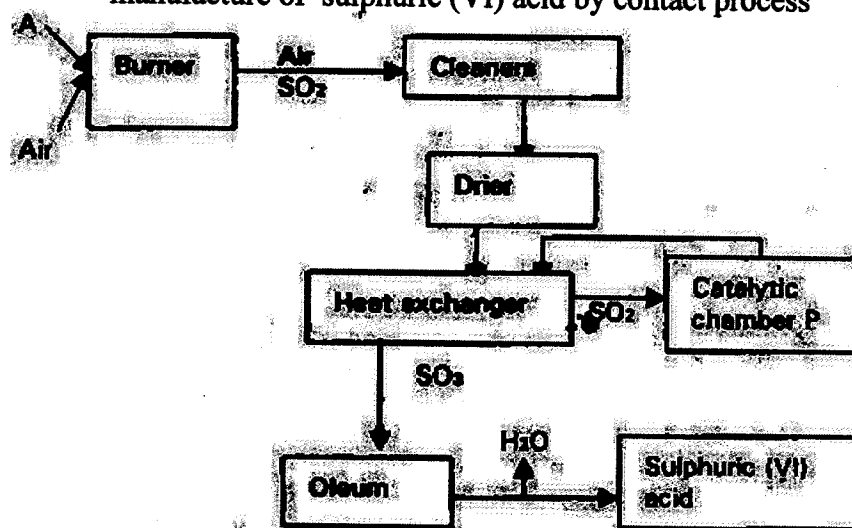 manufacture of sulphuric (VI) acid by contact process
A
Burner
Air
SO₂
Cleaners
Air
Drier
Heat exchanger
SO₂
Catalytic
chamber P
SO₃
H₂O
Oleum
Sulphuric (VI)
acid